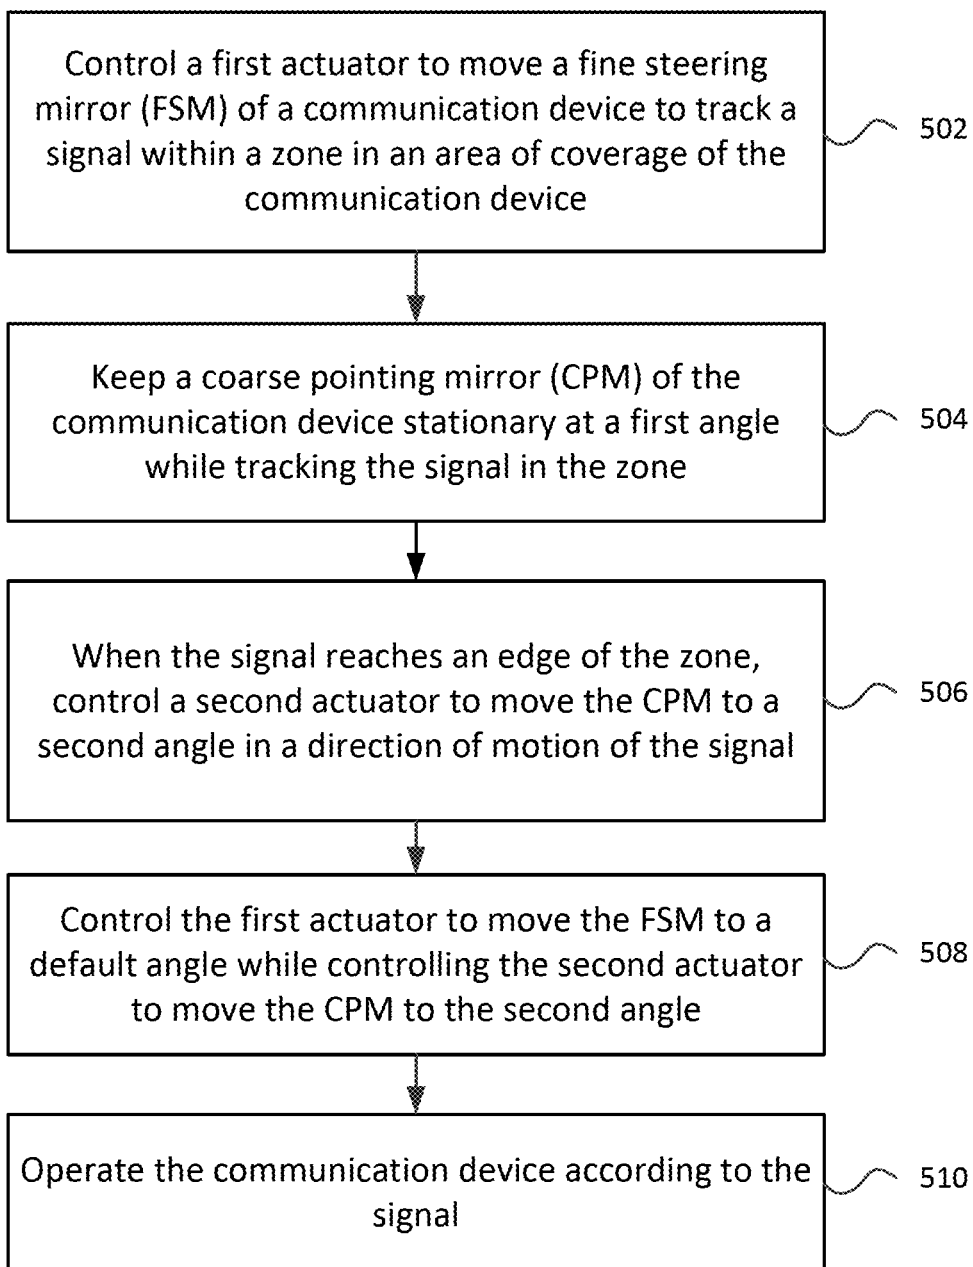 Control a first actuator to move a fine steering
mirror (FSM) of a communication device to track a
signal within a zone in an area of coverage of the
communication device
502
Keep a coarse pointing mirror (CPM) of the
communication device stationary at a first angle
while tracking the signal in the zone
504
When the signal reaches an edge of the zone,
control a second actuator to move the CPM to a
second angle in a direction of motion of the signal
506
Control the first actuator to move the FSM to a
default angle while controlling the second actuator
to move the CPM to the second angle
508
Operate the communication device according to the
signal
510